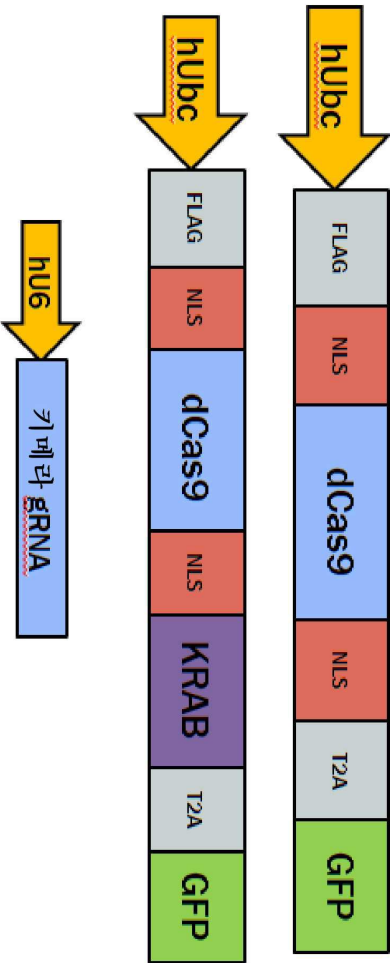 hUbc FLAG NLS dCas9 NLS T2A GFP
hUbc FLAG NLS dCas9 NLS KRAB T2A GFP
hU6 키메라 gRNA